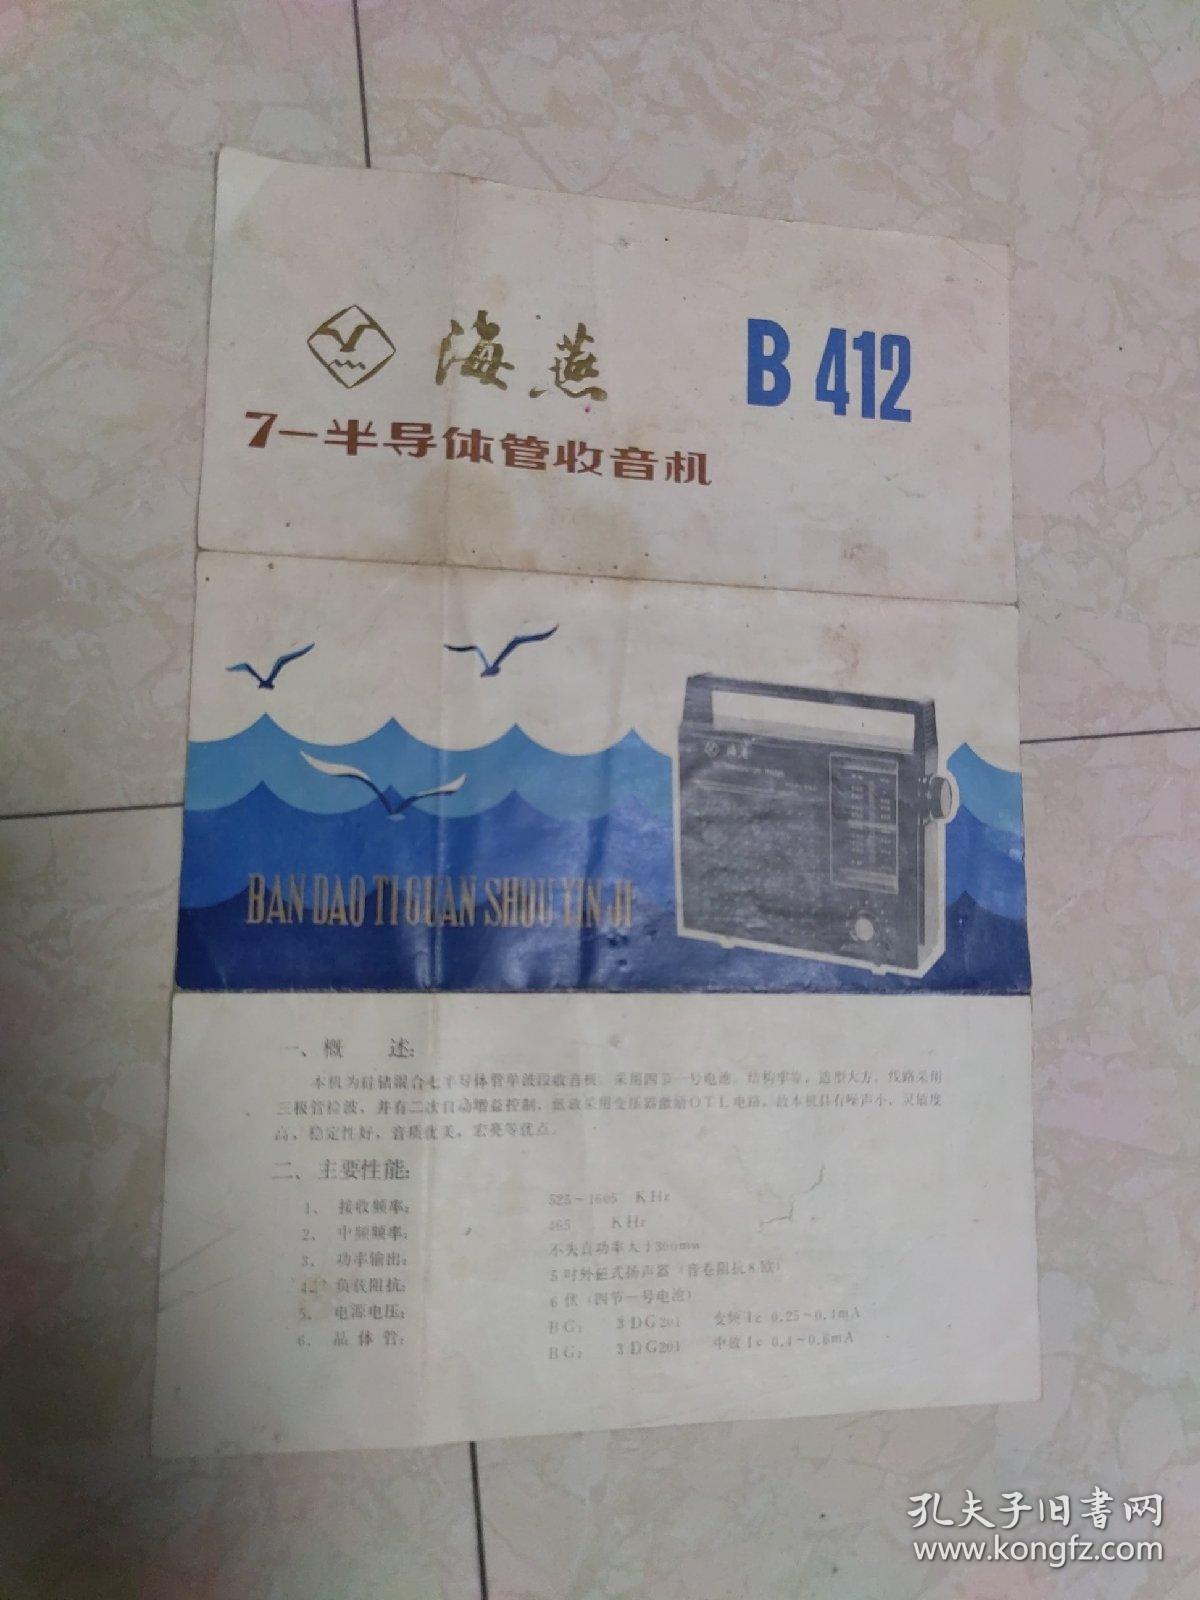 海燕 B 412
7-半导体管收音机
海燕
BAN DAO TI GUAN SHOU YIN JI
一、概 述:
本机为硅锗混合七半导体管单波段收音机。采用四节一号电池。结构牢靠,造型大方。线路采用
三极管检波,并有二次自动增益控制,低放采用变压器激励OTL电路,故本机具有噪声小,灵敏度
高,稳定性好,音质优美,宏亮等优点。
二、主要性能:
1、接收频率: 525~1605 KHz
2、中频频率: 465 KHz
3、功率输出: 不失真功率大于300mw
4、负载阻抗: 5吋外磁式扬声器(音卷阻抗8欧)
5、电源电压: 6伏(四节一号电池)
6、晶体管: BG₁ 3DG201 变频Ic 0.25~0.4mA
BG₂ 3DG201 中放Ic 0.4~0.6mA
孔夫子旧书网
www.kongfz.com